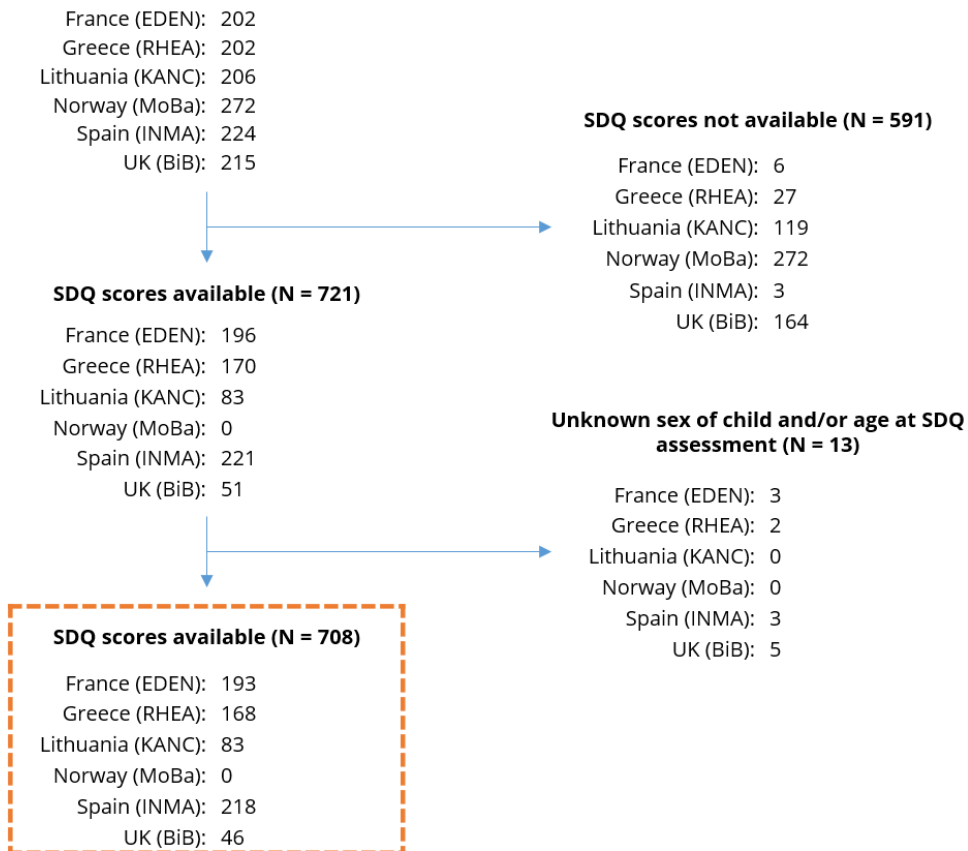 France (EDEN): 202
Greece (RHEA): 202
Lithuania (KANC): 206
Norway (MoBa): 272
Spain (INMA): 224
UK (BiB): 215
SDQ scores not available (N = 591)
France (EDEN): 6
Greece (RHEA): 27
Lithuania (KANC): 119
Norway (MoBa): 272
Spain (INMA): 3
UK (BiB): 164
SDQ scores available (N = 721)
France (EDEN): 196
Greece (RHEA): 170
Lithuania (KANC): 83
Norway (MoBa): 0
Spain (INMA): 221
UK (BiB): 51
Unknown sex of child and/or age at SDQ
assessment (N = 13)
France (EDEN): 3
Greece (RHEA): 2
Lithuania (KANC): 0
Norway (MoBa): 0
Spain (INMA): 3
UK (BiB): 5
SDQ scores available (N = 708)
France (EDEN): 193
Greece (RHEA): 168
Lithuania (KANC): 83
Norway (MoBa): 0
Spain (INMA): 218
UK (BiB): 46